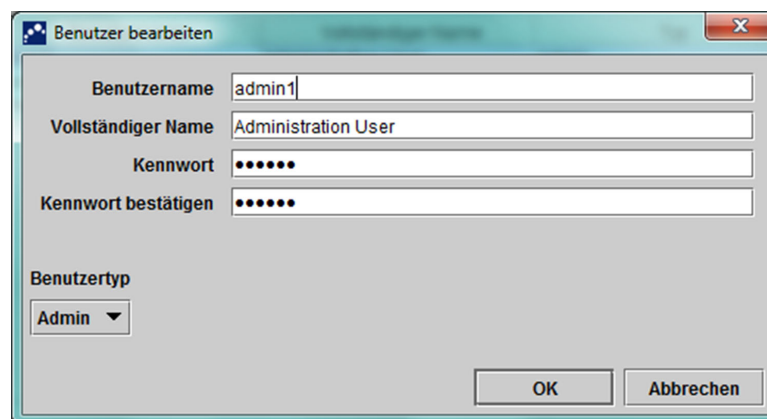 Benutzer bearbeiten
Benutzername admin1
Vollständiger Name Administration User
Kennwort ••••••
Kennwort bestätigen ••••••
Benutzertyp
Admin
OK Abbrechen